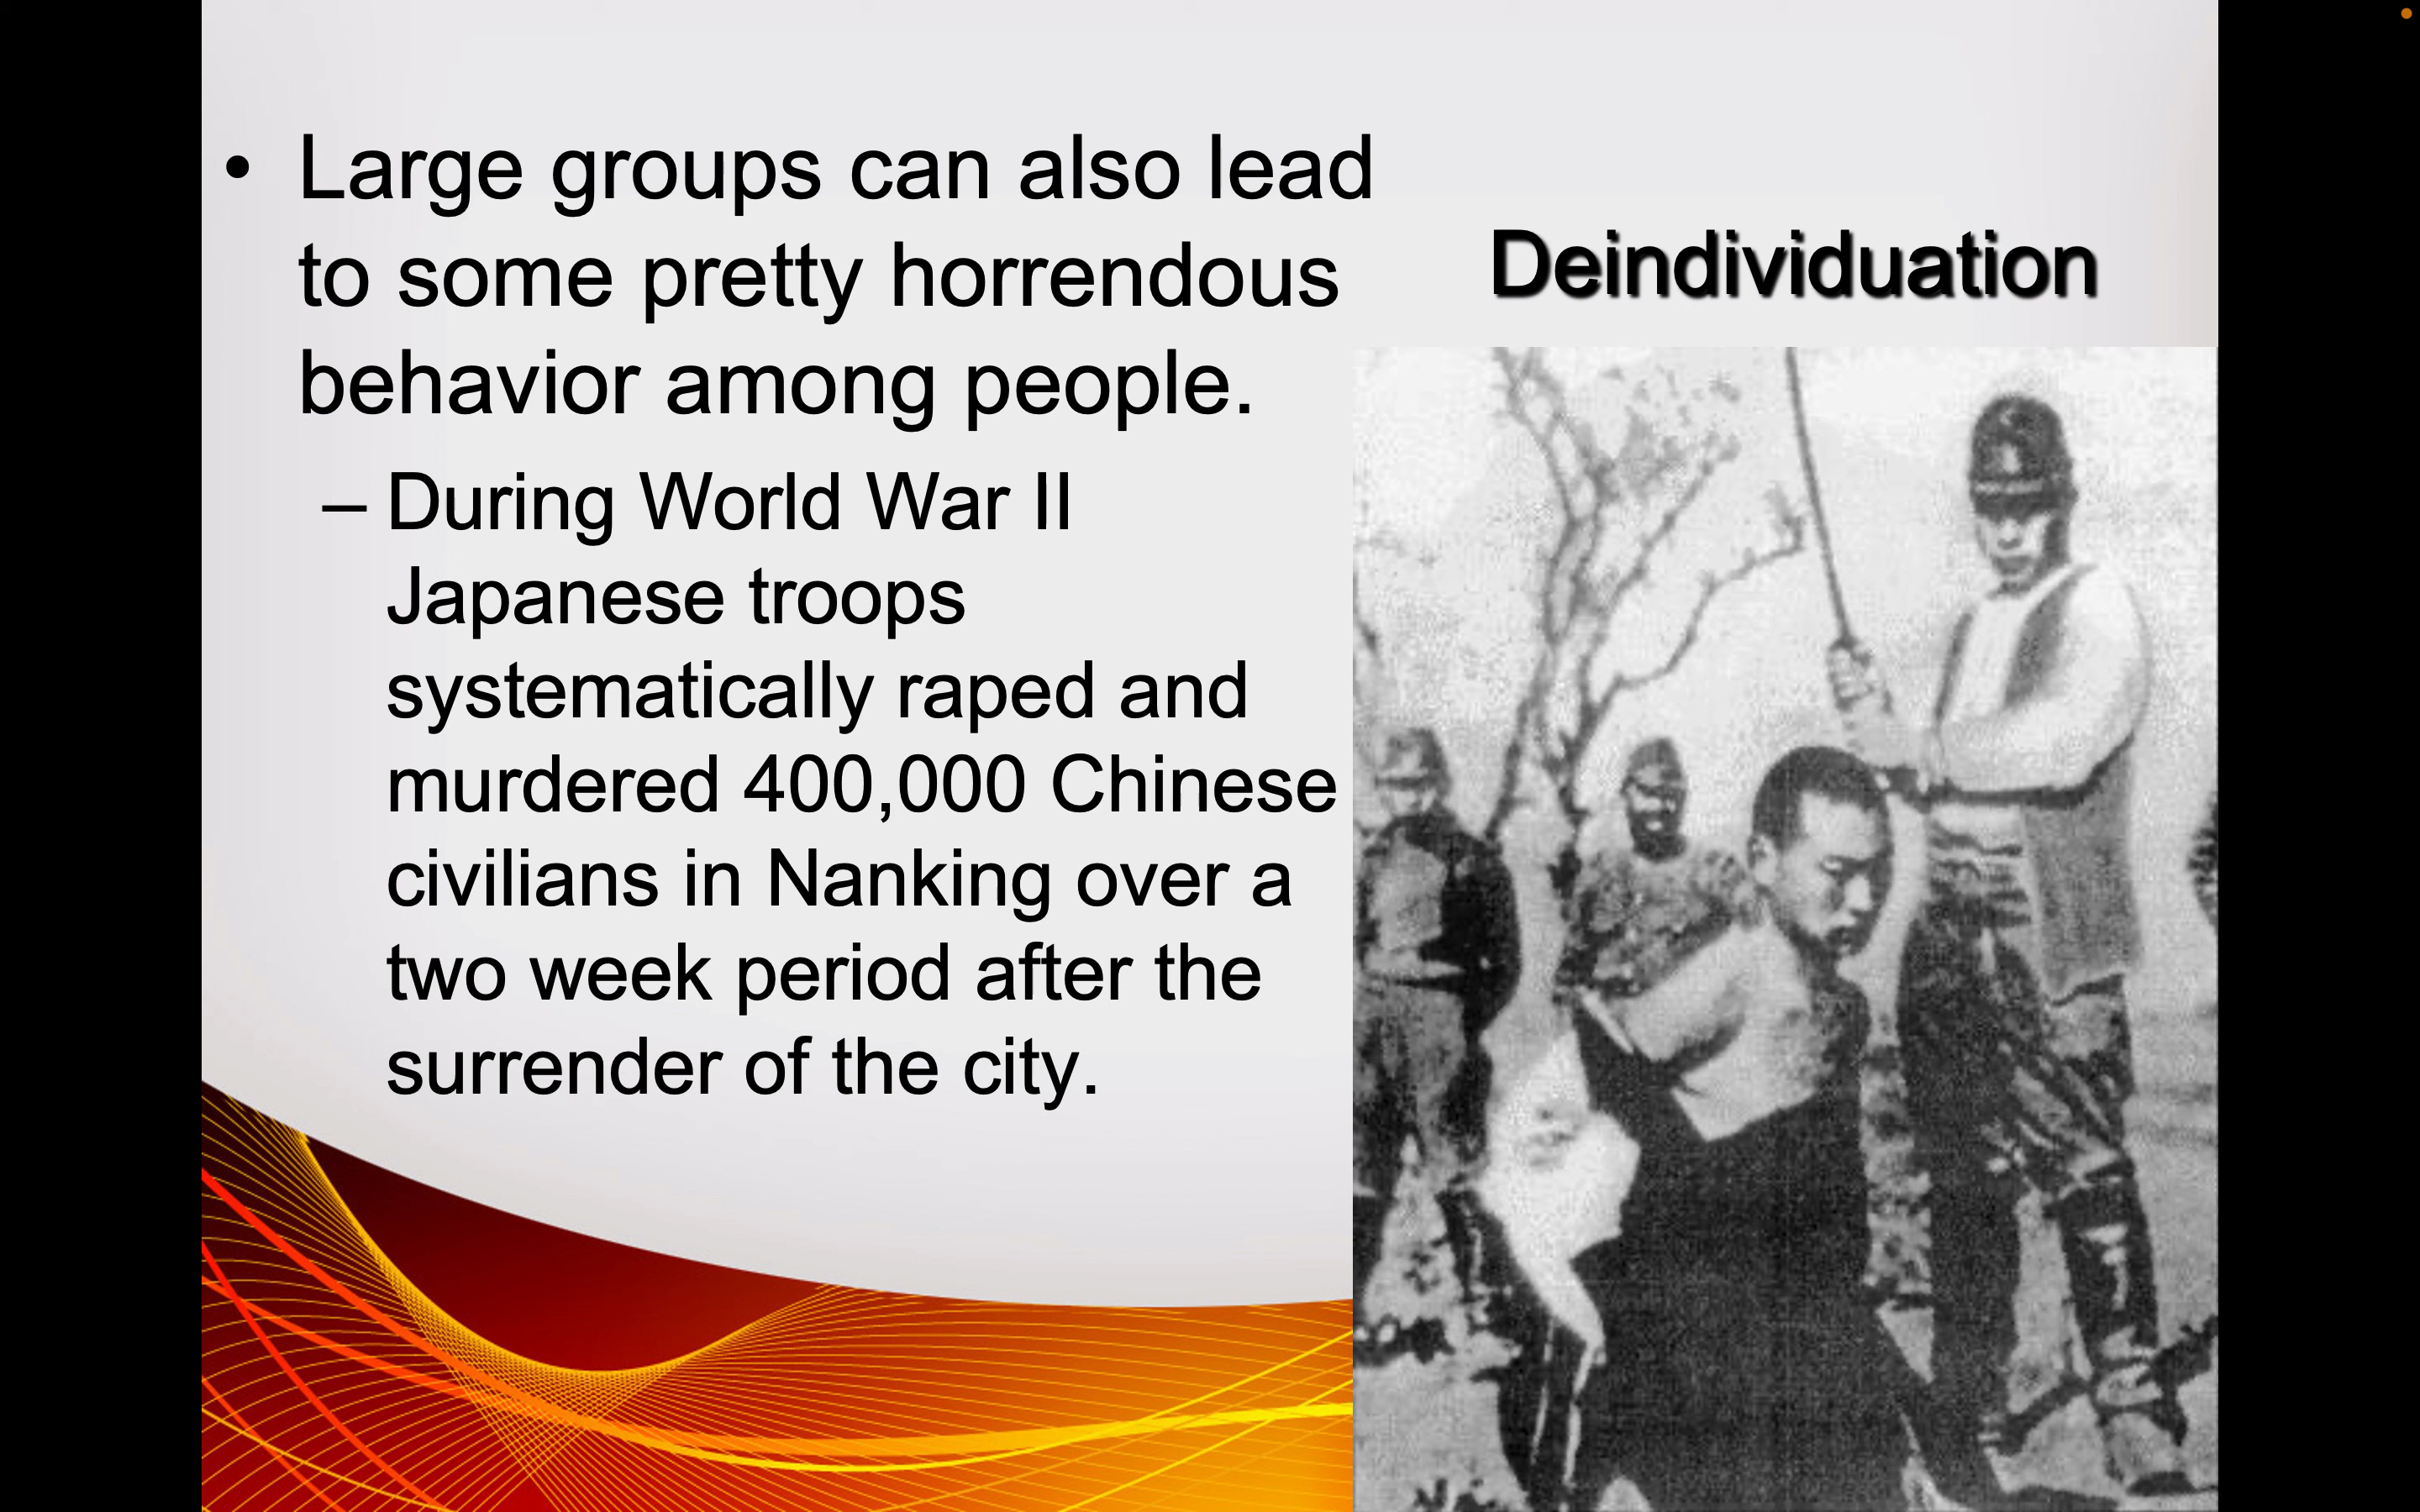 • Large groups can also lead
to some pretty horrendous
behavior among people.
– During World War II
Japanese troops
systematically raped and
murdered 400,000 Chinese
civilians in Nanking over a
two week period after the
surrender of the city.
Deindividuation